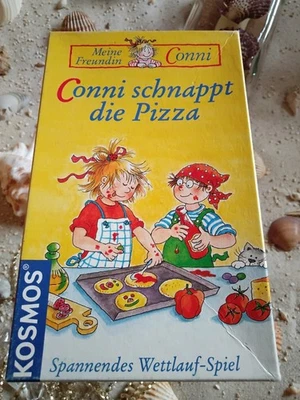 Meine
Freundin
Conni
Conni schnappt
die Pizza
KOSMOS
Spannendes Wettlauf-Spiel